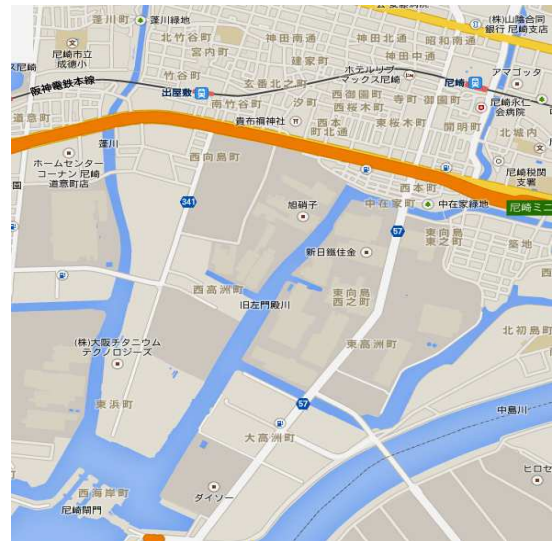 蓬川町
蓬川緑地
尼崎市立
成徳小
北竹谷町
宮内町
神田南通
神田北通
神田中通
昭和南通
(株)山陰合同
銀行 尼崎支店
阪神電鉄本線
竹谷町
玄番北之町
建家町
ホテルリブ
マックス尼崎
尼崎
アマゴッタ
出屋敷
南竹谷町
汐町
西御園町
西桜木町
寺町
御園町
尼崎永仁
会病院
道意町
貴布禰神社
西本
町北通
東桜木町
開明町
北城内
蓬川
ホームセンター
コーナン 尼崎
道意町店
西向島町
尼崎税関
支署
園
341
旭硝子
西本町
中在家町
中在家緑地
尼崎ミニ
57
新日鐵住金
東向島
東之町
築地
西高洲町
東向島
西之町
旧左門殿川
北初島町
(株)大阪チタニウム
テクノロジーズ
東高洲町
東浜町
57
中島川
大高洲町
西海岸町
ダイソー
ヒロセ
尼崎閘門